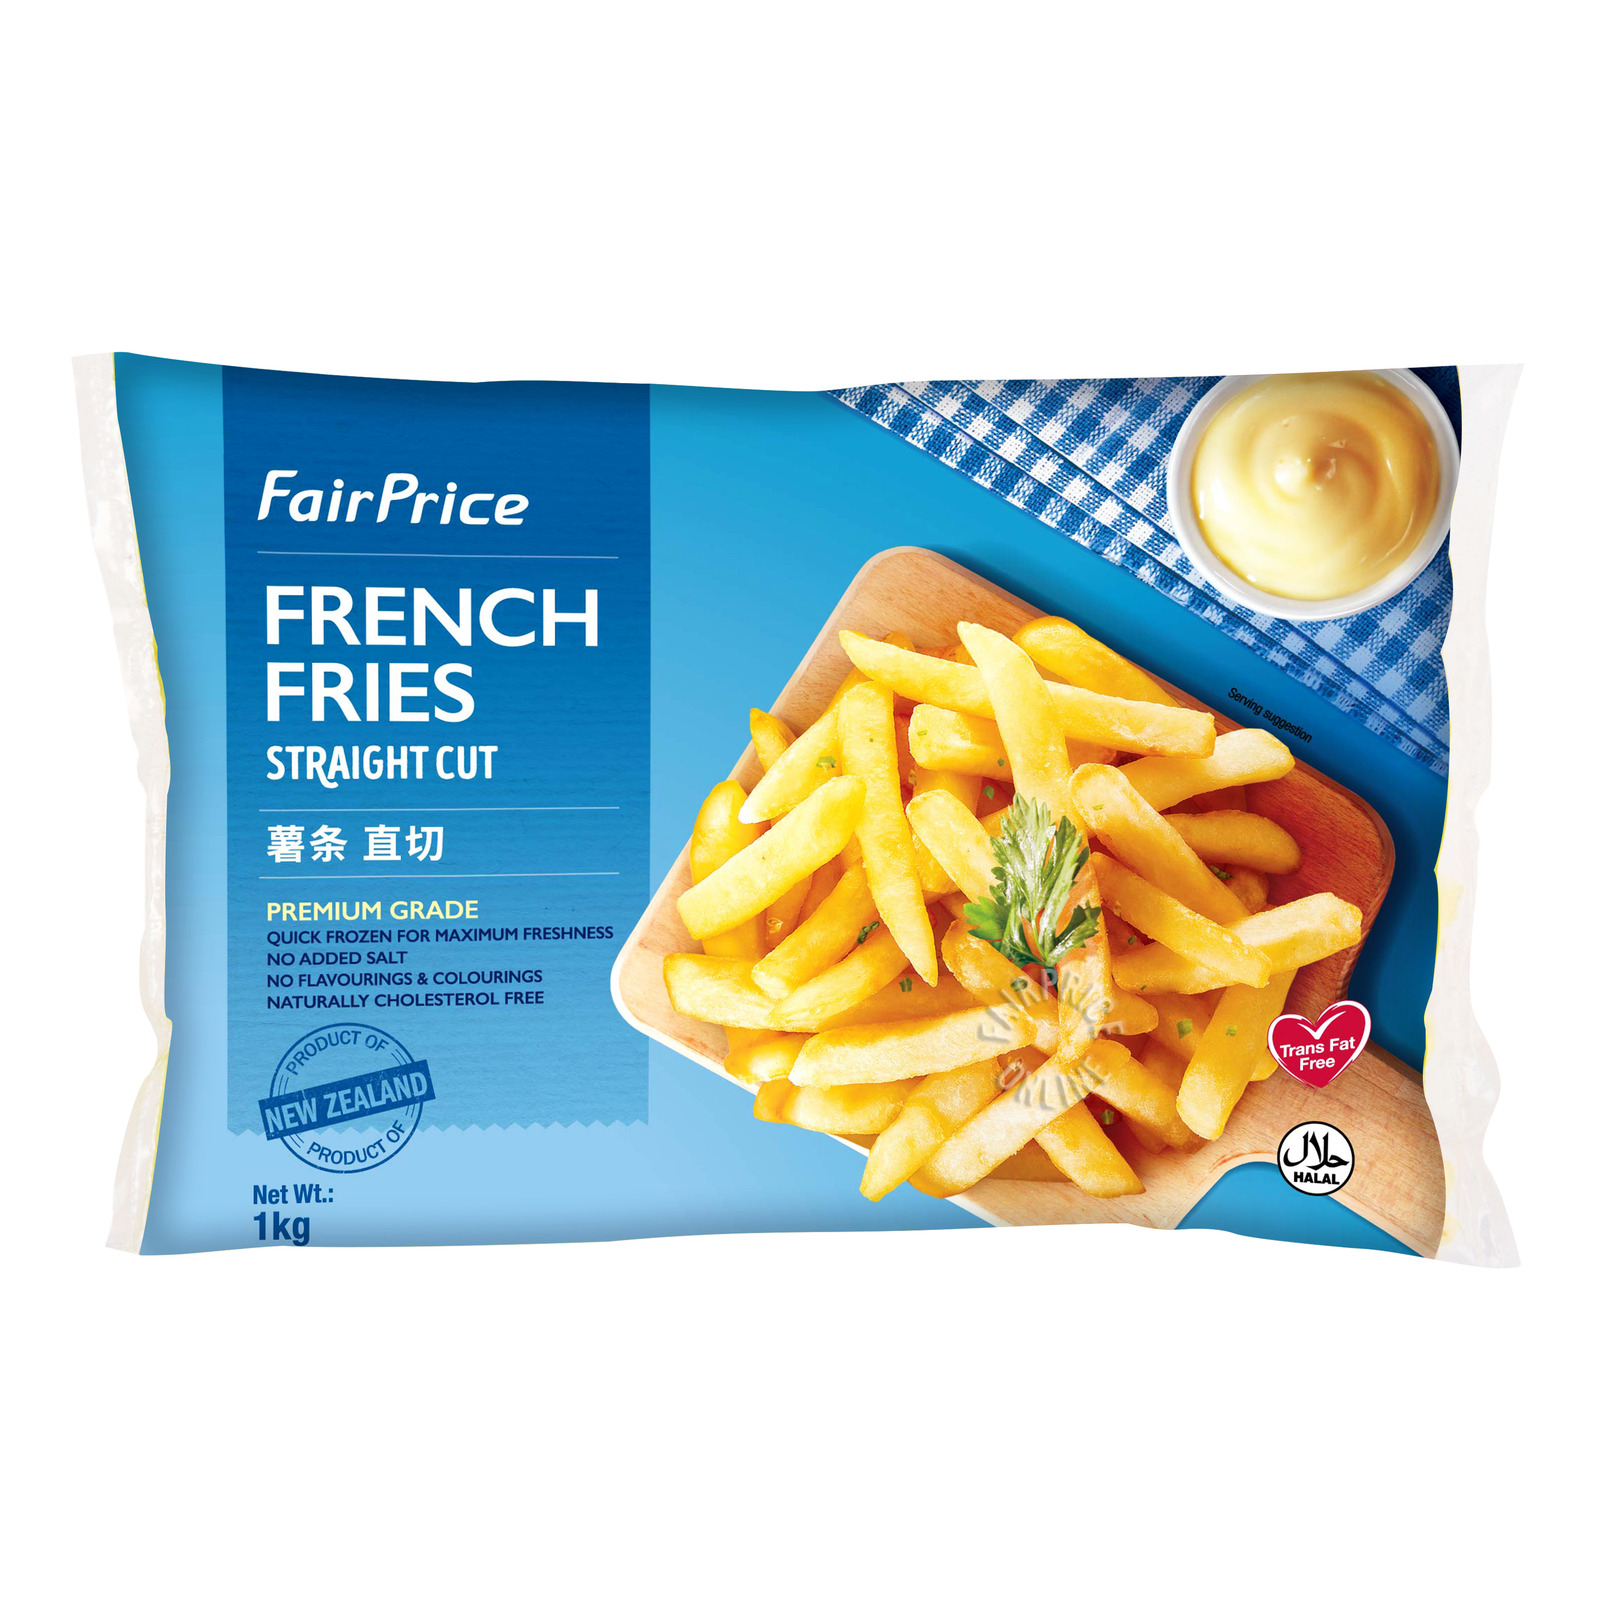 FairPrice
FRENCH
FRIES
STRAIGHT CUT
薯条 直切
PREMIUM GRADE
QUICK FROZEN FOR MAXIMUM FRESHNESS
NO ADDED SALT
NO FLAVOURINGS & COLOURINGS
NATURALLY CHOLESTEROL FREE
PRODUCT OF
NEW ZEALAND
PRODUCT OF
Net Wt.:
1kg
Serving suggestion
FAIRPRICE
ONLINE
Trans Fat
Free
حلال
HALAL